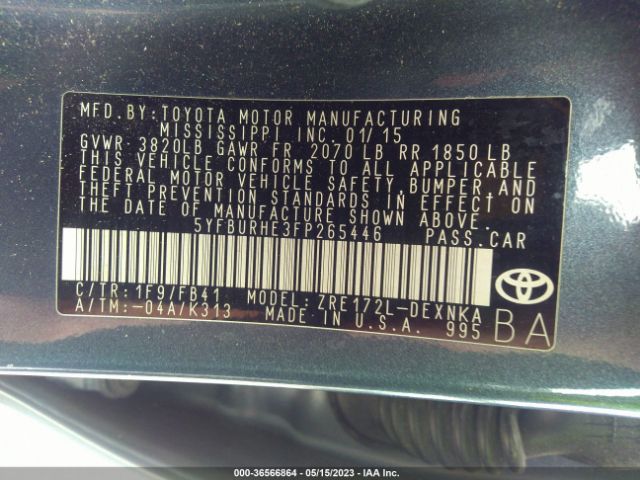 MFD.BY:TOYOTA MOTOR MANUFACTURING
MISSISSIPPI INC. 01/15
GVWR: 3820LB GAWR FR 2070 LB RR 1850 LB
THIS VEHICLE CONFORMS TO ALL APPLICABLE
FEDERAL MOTOR VEHICLE SAFETY, BUMPER, AND
THEFT PREVENTION STANDARDS IN EFFECT ON
THE DATE OF MANUFACTURE SHOWN ABOVE.
5YFBURHE3FP265446 PASS.CAR
C/TR:1F9/FB41 MODEL: ZRE172L-DEXNKA
A/TM:-04A/K313 MADE IN U.S.A. 995
BA
000-36566864 - 05/15/2023 - IAA Inc.